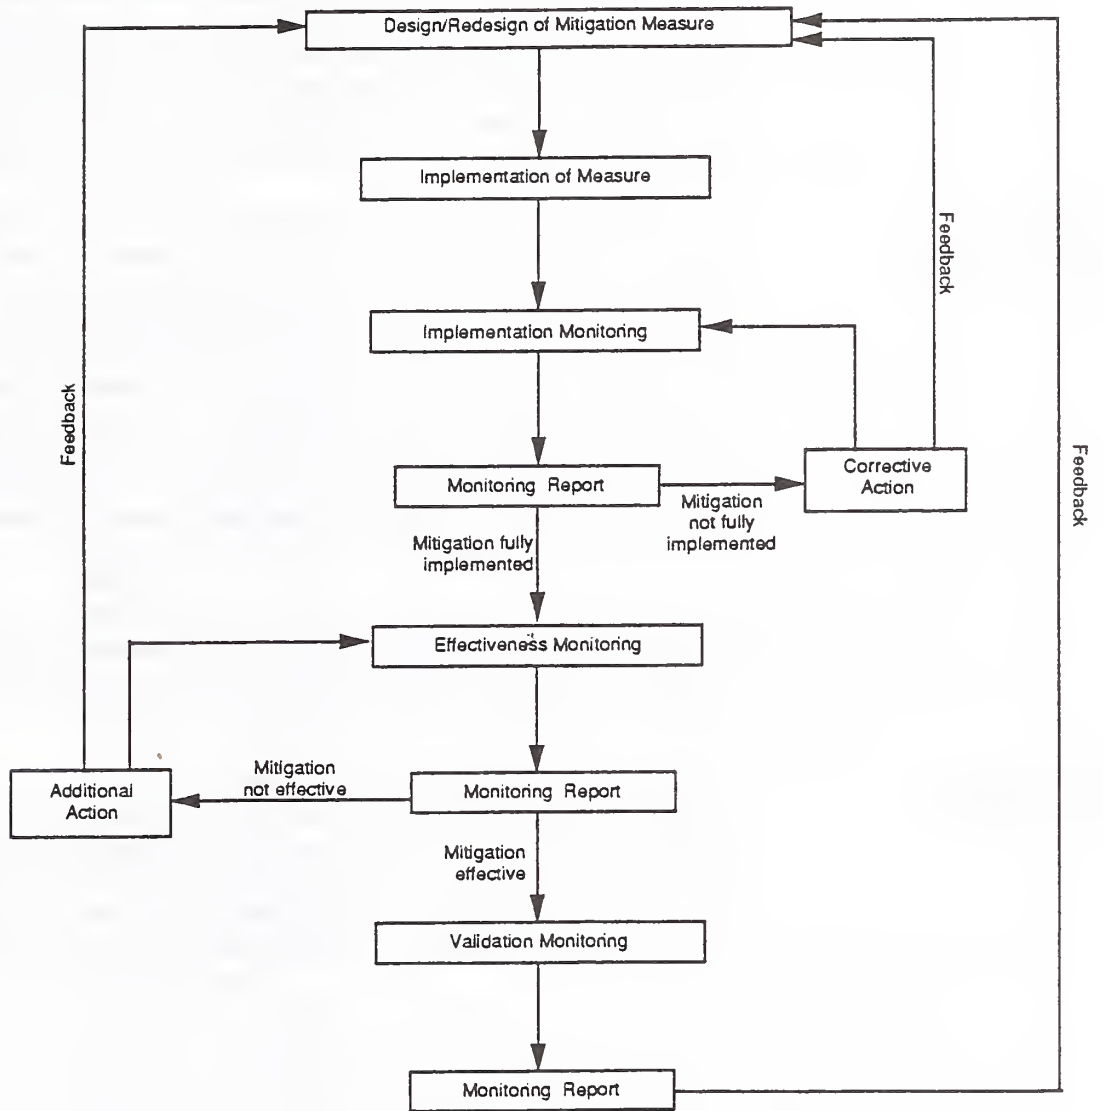 Design/Redesign of Mitigation Measure
Implementation of Measure
Feedback
Implementation Monitoring
Feedback
Feedback
Monitoring Report
Corrective
Action
Mitigation
not fully
implemented
Mitigation fully
implemented
Effectiveness Monitoring
Additional
Action
Mitigation
not effective
Monitoring Report
Mitigation
effective
Validation Monitoring
Monitoring Report